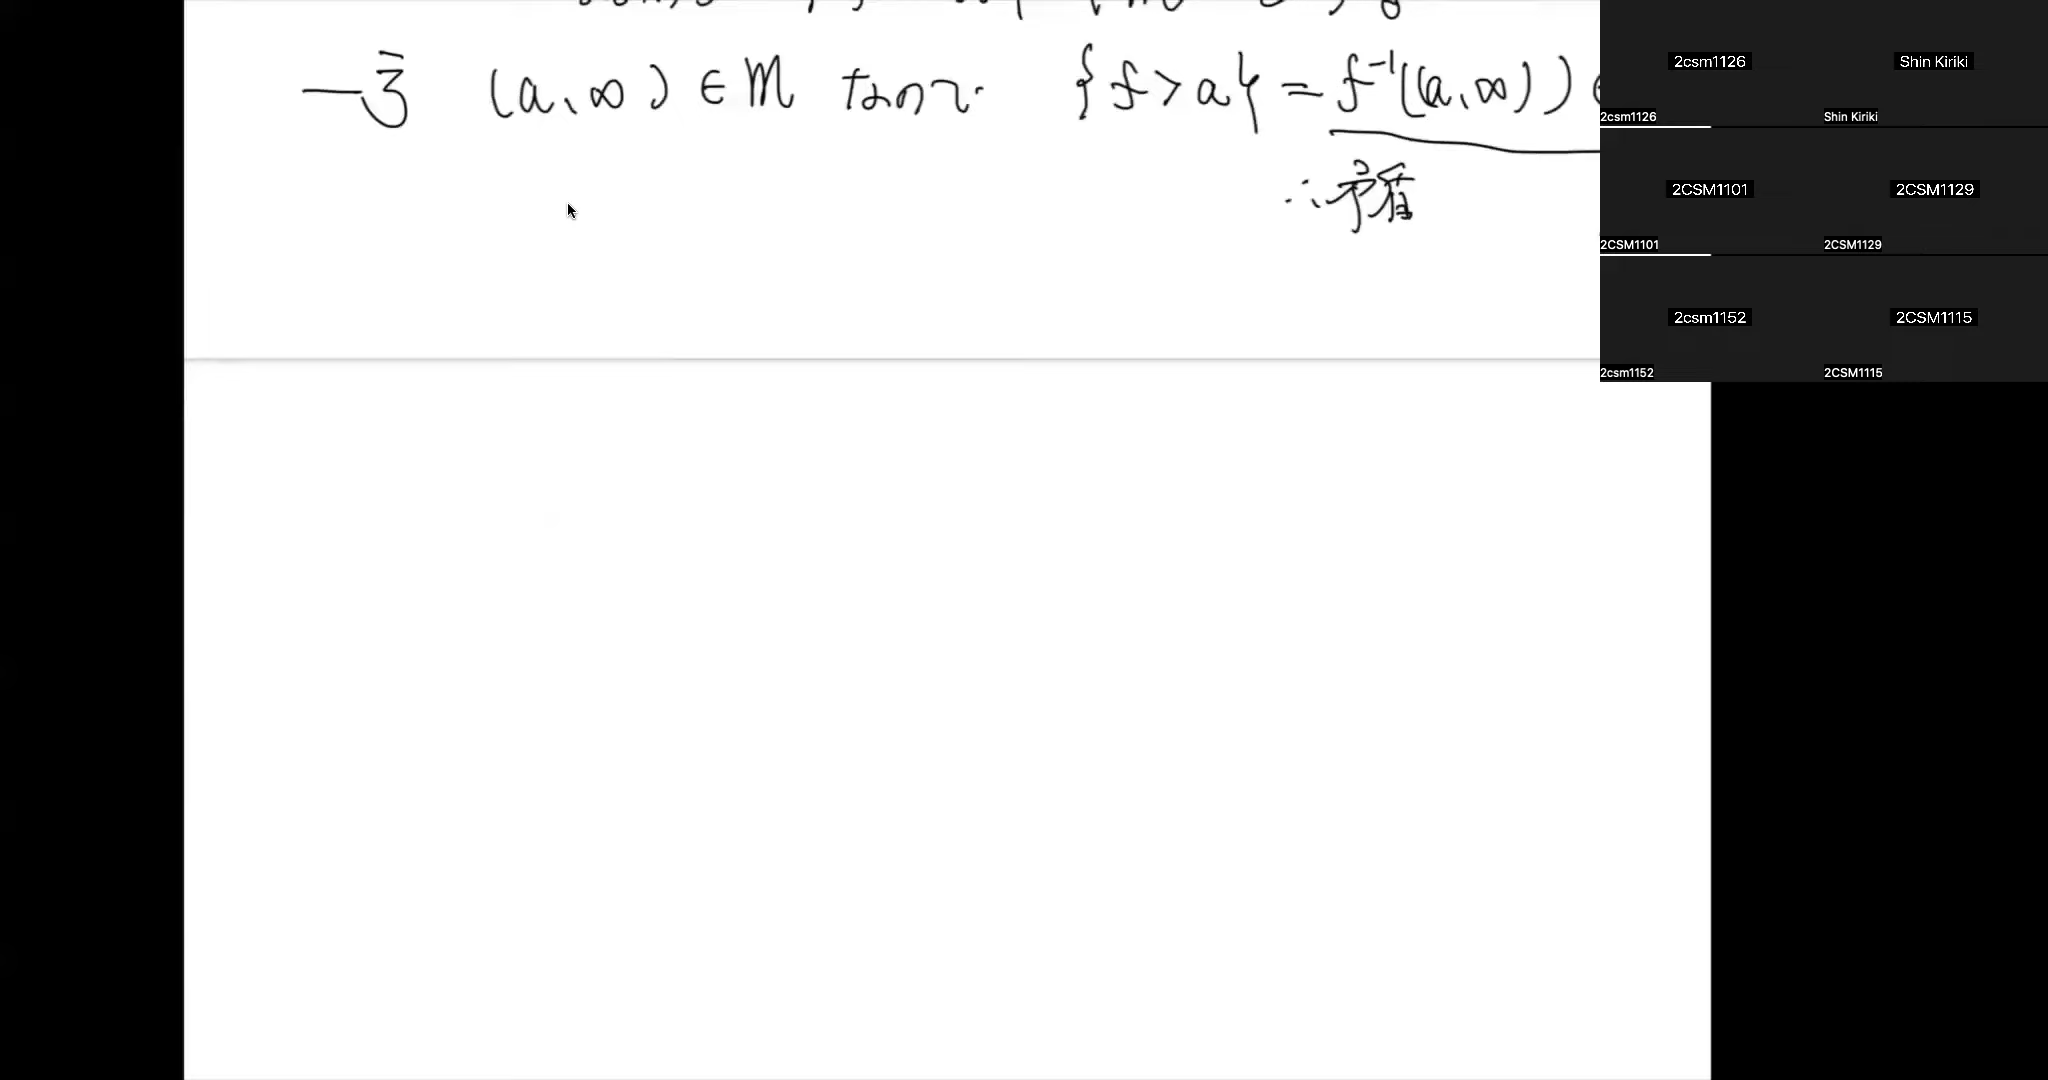 一方 (a, ∞) ∈ M なので {f > a} = f⁻¹((a, ∞))
∴ 矛盾
2csm1126
Shin Kiriki
2csm1126
Shin Kiriki
2CSM1101
2CSM1129
2CSM1101
2CSM1129
2csm1152
2CSM1115
2csm1152
2CSM1115